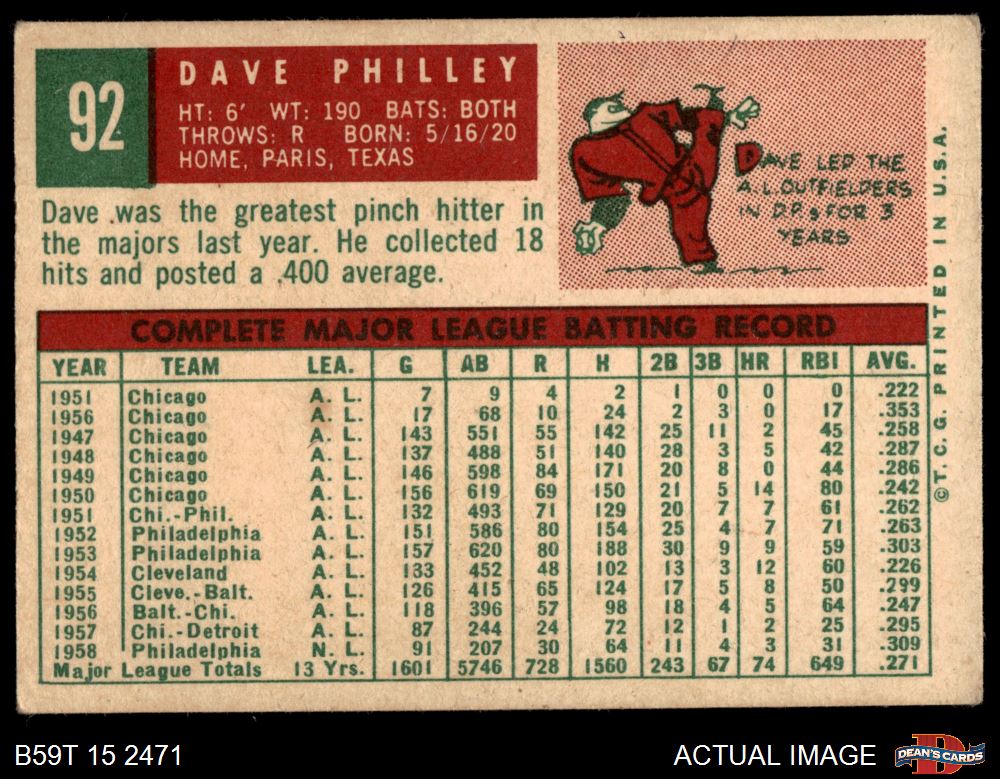 92
DAVE PHILLEY
HT: 6' WT: 190 BATS: BOTH
THROWS: R BORN: 5/16/20
HOME, PARIS, TEXAS
DAVE LED THE
A.L OUTFIELDERS
IN D.P.s FOR 3
YEARS
Dave .was the greatest pinch hitter in
the majors last year. He collected 18
hits and posted a .400 average.
COMPLETE MAJOR LEAGUE BATTING RECORD
YEAR TEAM LEA. G AB R H 2B 3B HR RBI AVG.
1951 Chicago A. L. 7 9 4 2 1 0 0 0 .222
1956 Chicago A. L. 17 68 10 24 2 3 0 17 .353
1947 Chicago A. L. 143 551 55 142 25 11 2 45 .258
1948 Chicago A. L. 137 488 51 140 28 3 5 42 .287
1949 Chicago A. L. 146 598 84 171 20 8 0 44 .286
1950 Chicago A. L. 156 619 69 150 21 5 14 80 .242
1951 Chi.-Phil. A. L. 132 493 71 129 20 7 7 61 .262
1952 Philadelphia A. L. 151 586 80 154 25 4 7 71 .263
1953 Philadelphia A. L. 157 620 80 188 30 9 9 59 .303
1954 Cleveland A. L. 133 452 48 102 13 3 12 60 .226
1955 Cleve.-Balt. A. L. 126 415 65 124 17 5 8 50 .299
1956 Balt.-Chi. A. L. 118 396 57 98 18 4 5 64 .247
1957 Chi.-Detroit A. L. 87 244 24 72 12 1 2 25 .295
1958 Philadelphia N. L. 91 207 30 64 11 4 3 31 .309
Major League Totals 13 Yrs. 1601 5746 728 1560 243 67 74 649 .271
© T. C. G. PRINTED IN U.S.A.
B59T 15 2471
ACTUAL IMAGE
DEAN'S CARDS